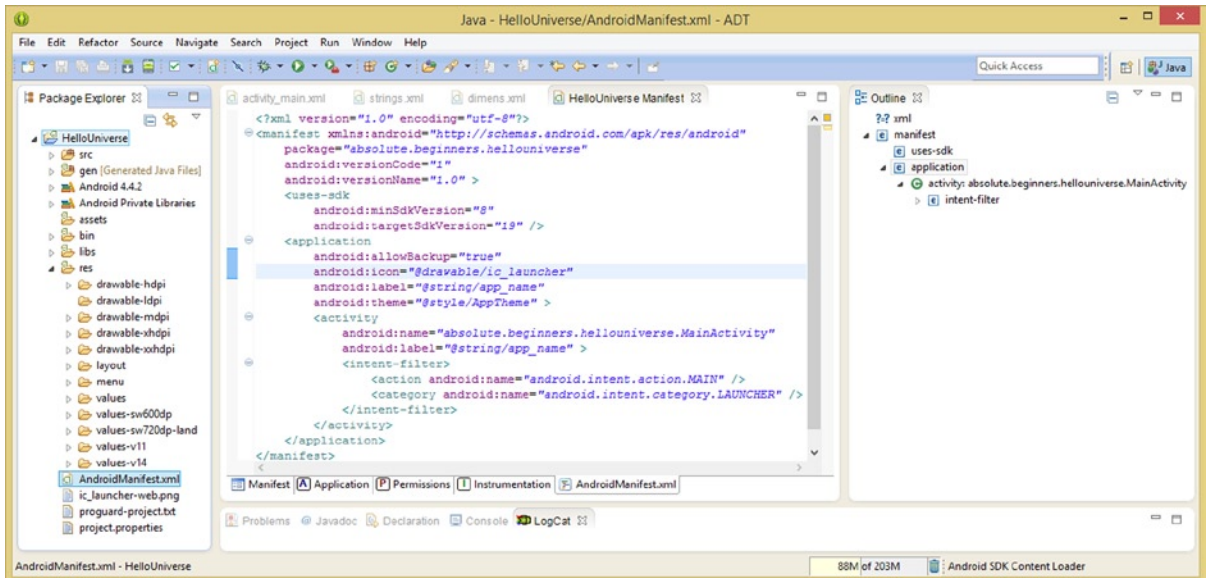 Java - HelloUniverse/AndroidManifest.xml - ADT
File Edit Refactor Source Navigate Search Project Run Window Help
Quick Access
Java
Package Explorer
HelloUniverse
src
gen [Generated Java Files]
Android 4.4.2
Android Private Libraries
assets
bin
libs
res
drawable-hdpi
drawable-ldpi
drawable-mdpi
drawable-xhdpi
drawable-xxhdpi
layout
menu
values
values-sw600dp
values-sw720dp-land
values-v11
values-v14
AndroidManifest.xml
ic_launcher-web.png
proguard-project.txt
project.properties
activity_main.xml strings.xml dimens.xml HelloUniverse Manifest
<?xml version="1.0" encoding="utf-8"?>
<manifest xmlns:android="http://schemas.android.com/apk/res/android"
package="absolute.beginners.hellouniverse"
android:versionCode="1"
android:versionName="1.0" >
<uses-sdk
android:minSdkVersion="8"
android:targetSdkVersion="19" />
<application
android:allowBackup="true"
android:icon="@drawable/ic_launcher"
android:label="@string/app_name"
android:theme="@style/AppTheme" >
<activity
android:name="absolute.beginners.hellouniverse.MainActivity"
android:label="@string/app_name" >
<intent-filter>
<action android:name="android.intent.action.MAIN" />
<category android:name="android.intent.category.LAUNCHER" />
</intent-filter>
</activity>
</application>
</manifest>
Manifest A Application P Permissions I Instrumentation AndroidManifest.xml
Outline
?-? xml
e manifest
e uses-sdk
e application
activity: absolute.beginners.hellouniverse.MainActivity
e intent-filter
Problems @ Javadoc Declaration Console LogCat
AndroidManifest.xml - HelloUniverse
88M of 203M
Android SDK Content Loader